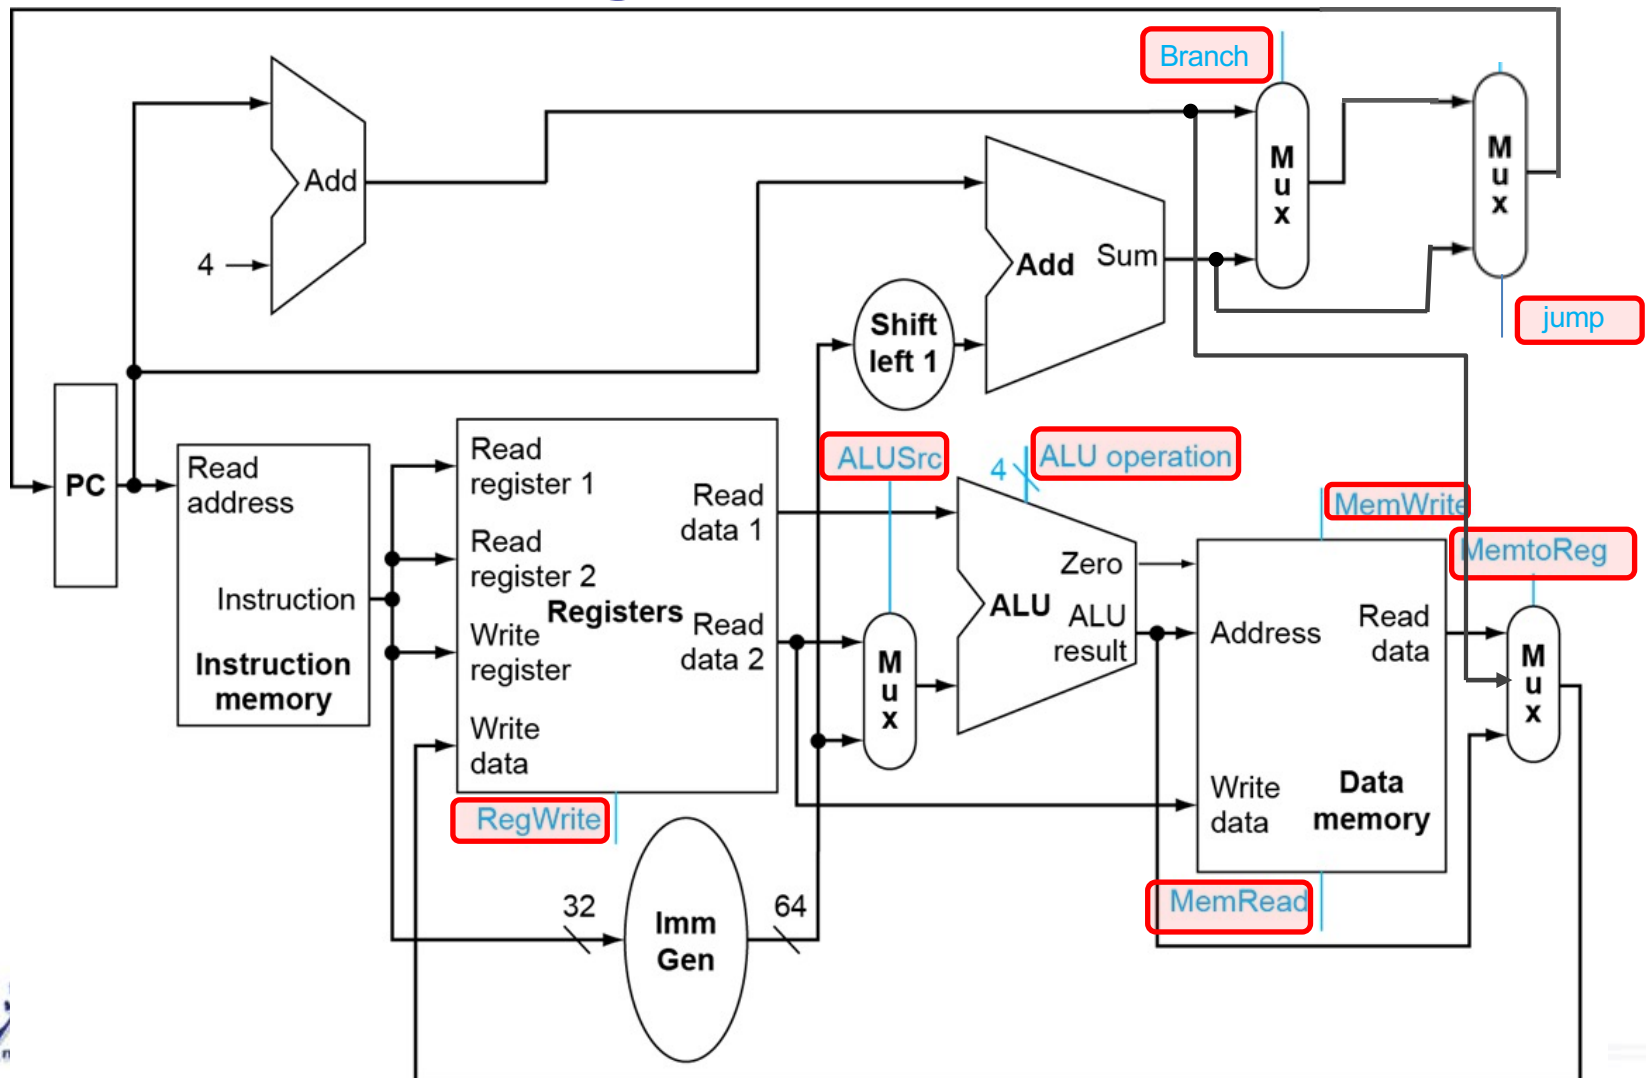 Branch
M
u
x
M
u
x
Add
4
Add Sum
Shift
left 1
jump
PC
Read
address
Instruction
Instruction
memory
Read
register 1
Read
register 2
Write
register
Write
data
Registers
Read
data 1
Read
data 2
RegWrite
ALUSrc
M
u
x
4
ALU operation
Zero
ALU
ALU
result
MemWrite
MemtoReg
Address
Read
data
Write
data
Data
memory
M
u
x
MemRead
32
Imm
Gen
64